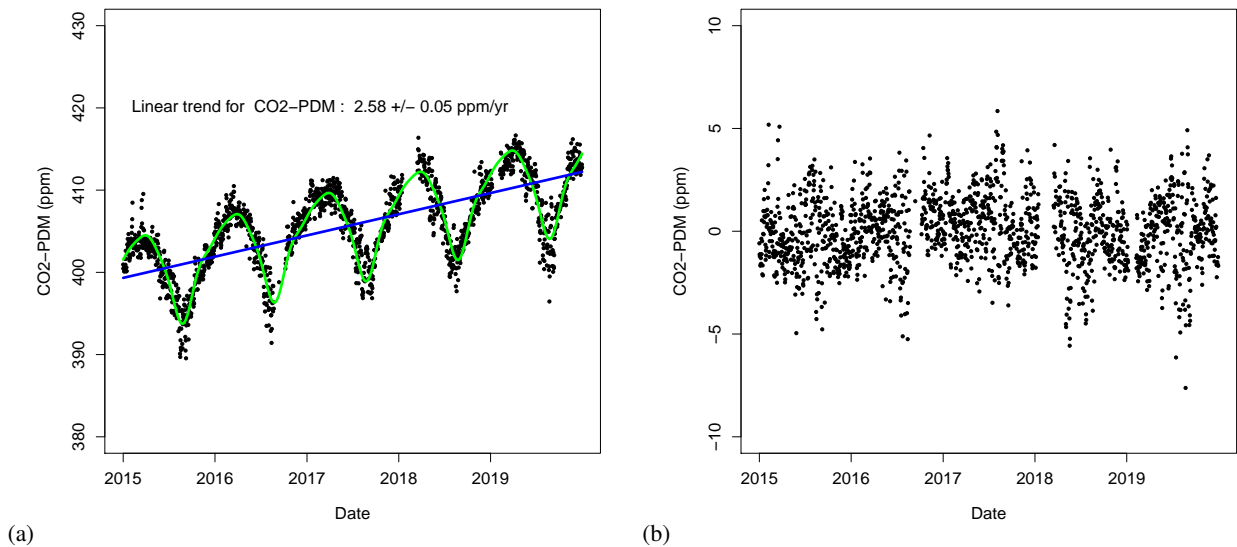 430
420
410
400
390
380
CO2−PDM (ppm)
Linear trend for CO2−PDM : 2.58 +/− 0.05 ppm/yr
2015 2016 2017 2018 2019
Date
(a)
10
5
0
−5
−10
CO2−PDM (ppm)
2015 2016 2017 2018 2019
Date
(b)